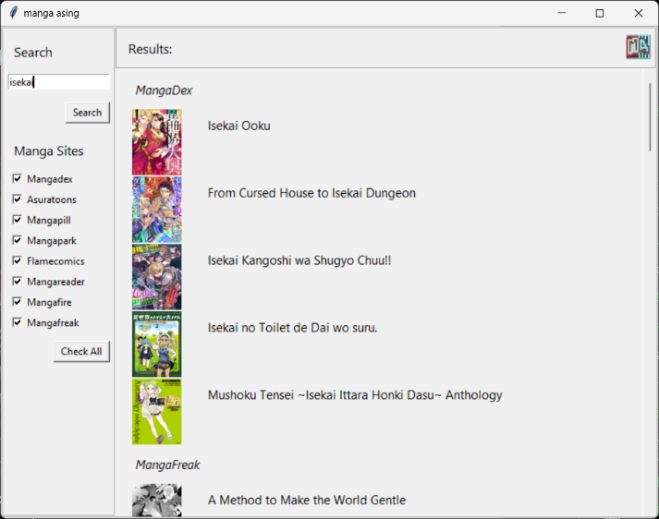 manga asing
Search
isekai
Search
Manga Sites
Mangadex
Asuratoons
Mangapill
Mangapark
Flamecomics
Mangareader
Mangafire
Mangafreak
Check All
Results:
MangaDex
Isekai Ooku
From Cursed House to Isekai Dungeon
Isekai Kangoshi wa Shugyo Chuu!!
Isekai no Toilet de Dai wo suru.
Mushoku Tensei ~Isekai Ittara Honki Dasu~ Anthology
MangaFreak
A Method to Make the World Gentle